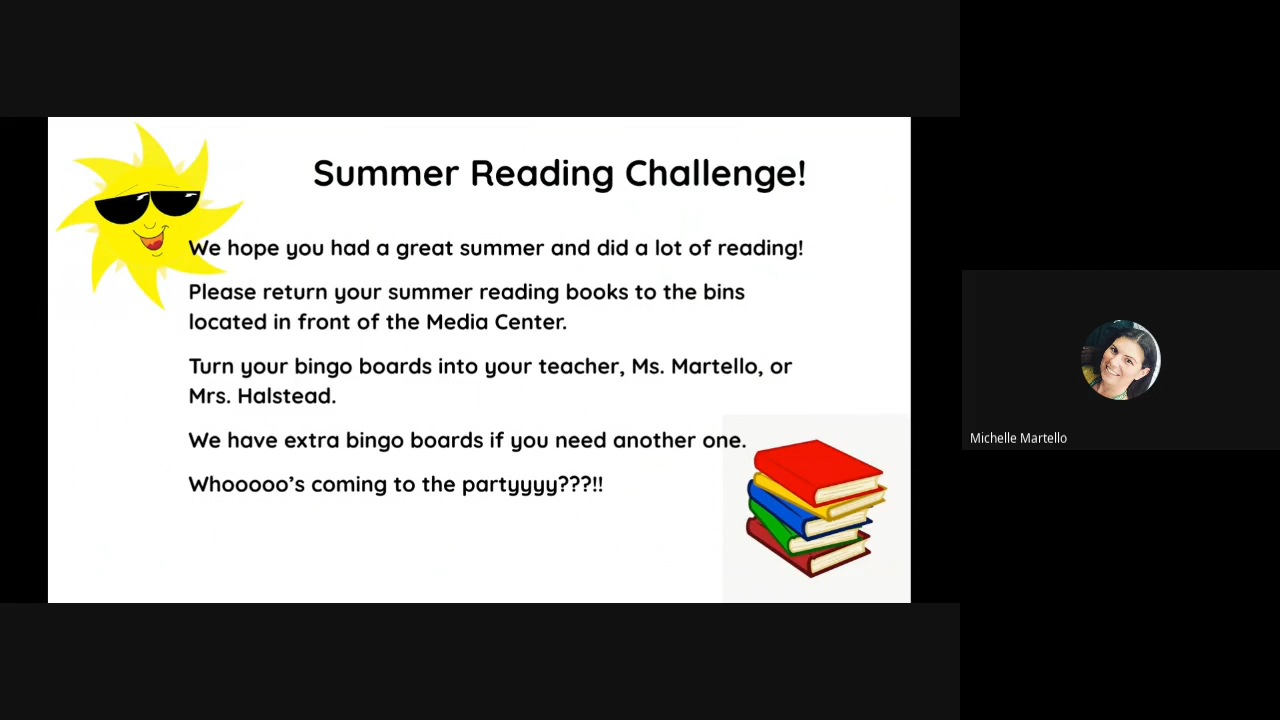 Summer Reading Challenge!
We hope you had a great summer and did a lot of reading!
Please return your summer reading books to the bins
located in front of the Media Center.
Turn your bingo boards into your teacher, Ms. Martello, or
Mrs. Halstead.
We have extra bingo boards if you need another one.
Whooooo’s coming to the partyyyy???!!
Michelle Martello